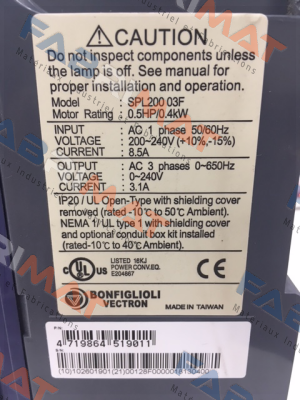 CAUTION
Do not inspect components unless
the lamp is off. See manual for
proper installation and operation.
Model : SPL200 03F
Motor Rating : 0.5HP/0.4kW
INPUT : AC 1 phase 50/60Hz
VOLTAGE : 200~240V (+10%,-15%)
CURRENT : 8.5A
OUTPUT : AC 3 phases 0~650Hz
VOLTAGE : 0~240V
CURRENT : 3.1A
IP20 / UL Open-Type with shielding cover
removed (rated -10°C to 50°C Ambient).
NEMA 1/ UL type 1 with shielding cover
and optional conduit box kit installed
(rated-10°C to 40°C Ambient).
C UL US
LISTED 16KJ
POWER CONV.EQ.
E204867
BONFIGLIOLI
VECTRON
MADE IN TAIWAN
P/N:
4 719864 519011
S/N: